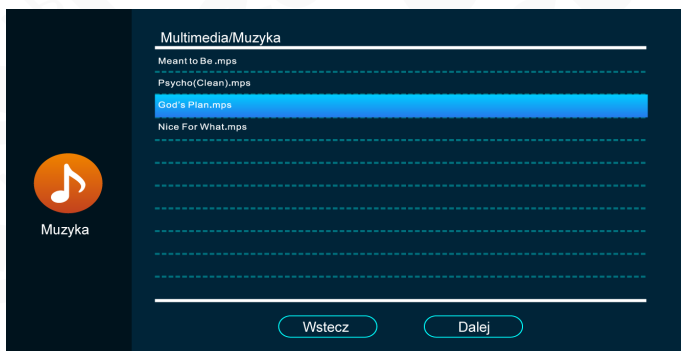 Multimedia/Muzyka
Meant to Be .mps
Psycho(Clean).mps
God's Plan.mps
Nice For What.mps
Muzyka
Wstecz
Dalej